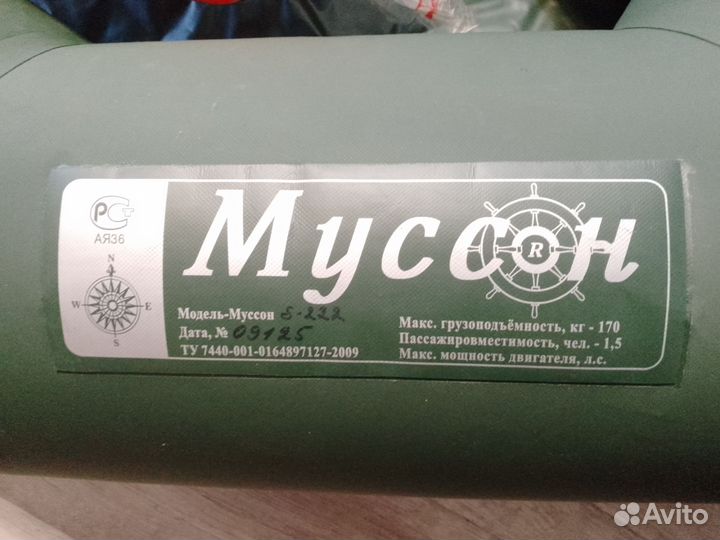 РСТ
АЯ36
N
W E
S
Муссон
R
Модель-Муссон S-222
Дата, № 09125
ТУ 7440-001-0164897127-2009
Макс. грузоподъёмность, кг - 170
Пассажировместимость, чел. - 1,5
Макс. мощность двигателя, л.с.
Avito